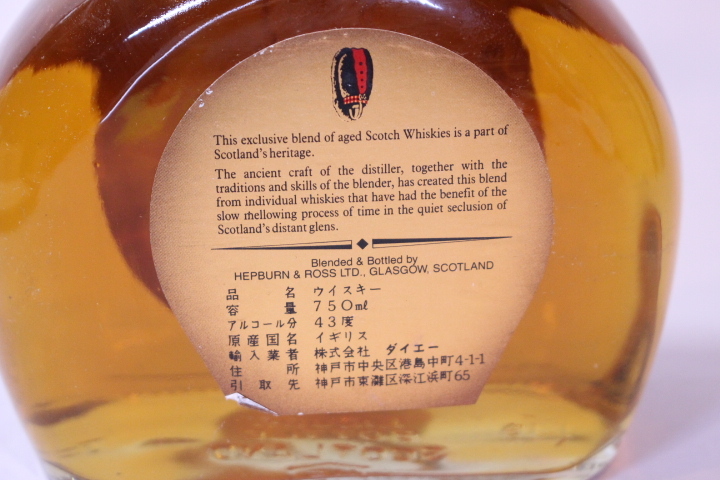 This exclusive blend of aged Scotch Whiskies is a part of
Scotland's heritage.
The ancient craft of the distiller, together with the
traditions and skills of the blender, has created this blend
from individual whiskies that have had the benefit of the
slow mellowing process of time in the quiet seclusion of
Scotland's distant glens.
Blended & Bottled by
HEPBURN & ROSS LTD., GLASGOW, SCOTLAND
品名 ウイスキー
容量 750ml
アルコール分 43度
原産国名 イギリス
輸入業者 株式会社 ダイエー
住所 神戸市中央区港島中町4-1-1
引取先 神戸市東灘区深江浜町65